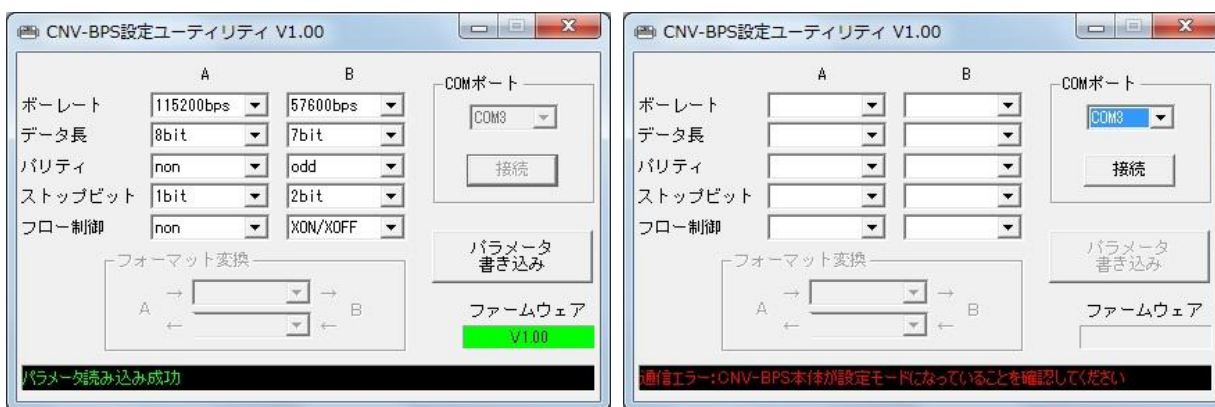 CNV-BPS設定ユーティリティ V1.00
A B
ボーレート 115200bps 57600bps
データ長 8bit 7bit
パリティ non odd
ストップビット 1bit 2bit
フロー制御 non XON/XOFF
COMポート
COM3
接続
パラメータ
書き込み
フォーマット変換
A → → B
← ←
ファームウェア
V1.00
パラメータ読み込み成功
CNV-BPS設定ユーティリティ V1.00
A B
ボーレート
データ長
パリティ
ストップビット
フロー制御
COMポート
COM3
接続
パラメータ
書き込み
フォーマット変換
A → → B
← ←
ファームウェア
通信エラー:CNV-BPS本体が設定モードになっていることを確認してください